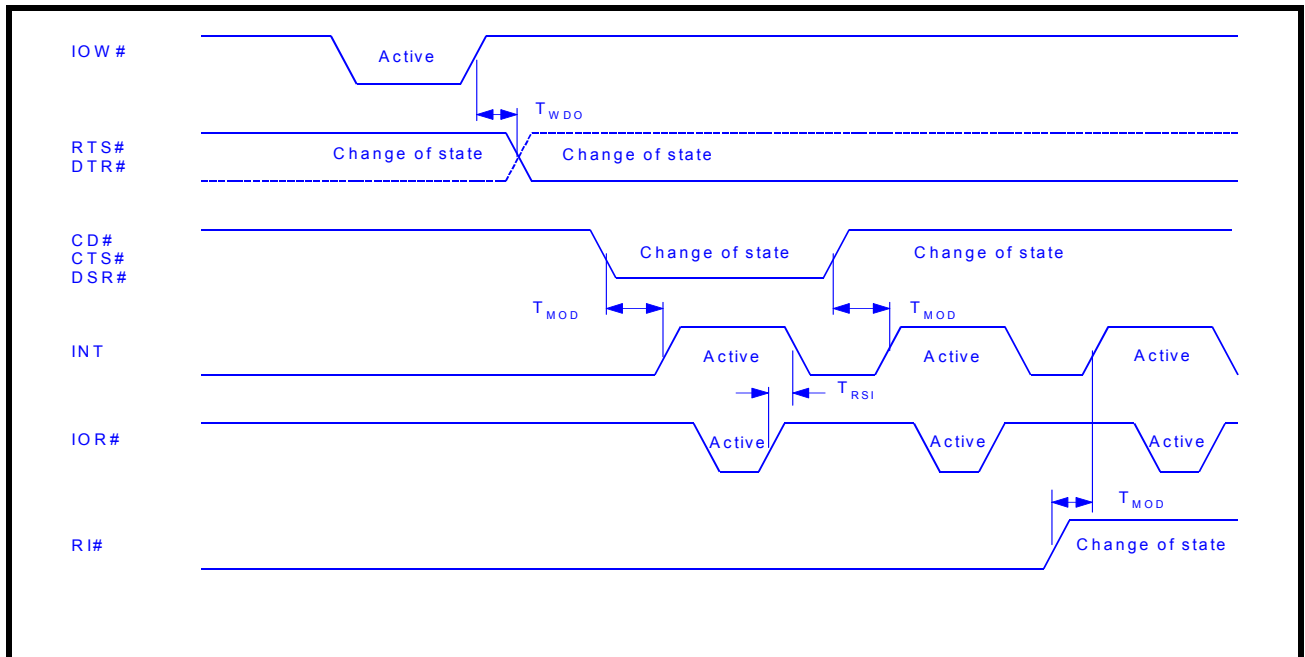 IOW#
Active
TWDO
RTS#
DTR#
Change of state
Change of state
CD#
CTS#
DSR#
Change of state
Change of state
TMOD
TMOD
INT
Active
Active
Active
TRSI
IOR#
Active
Active
Active
TMOD
RI#
Change of state